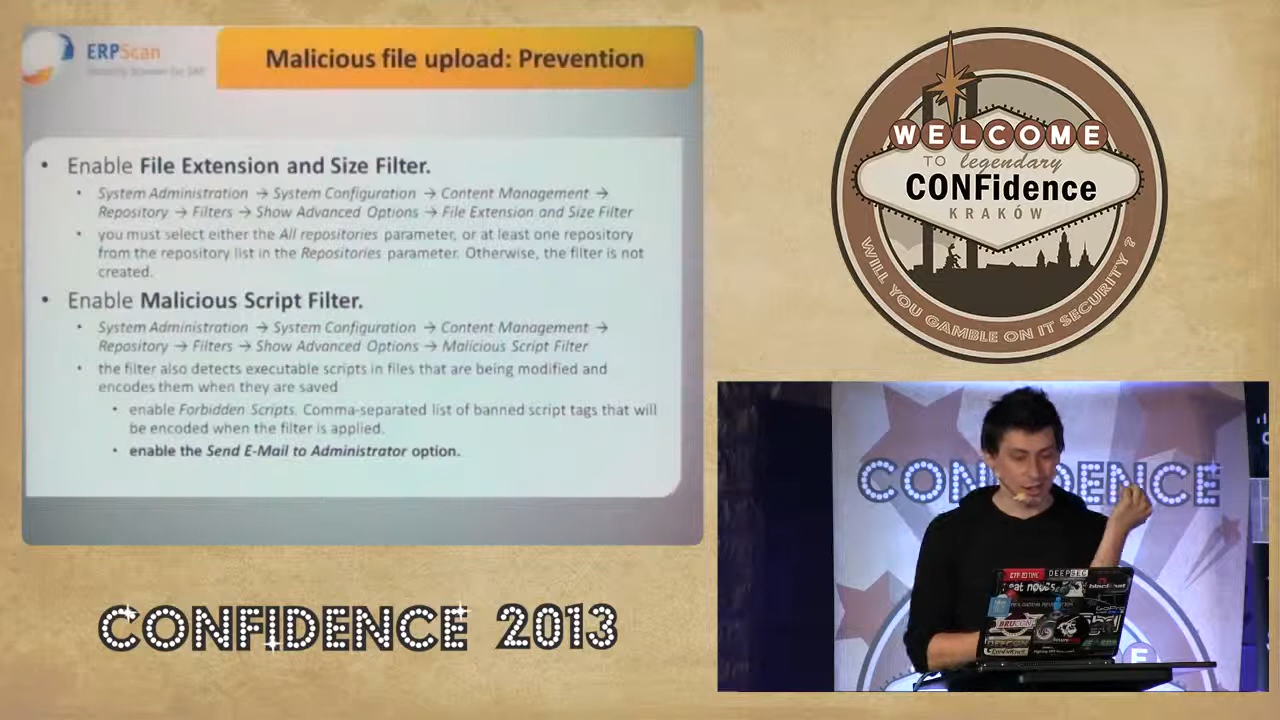 ERPScan
Security Scanner for SAP
Malicious file upload: Prevention
• Enable File Extension and Size Filter.
• System Administration → System Configuration → Content Management →
Repository → Filters → Show Advanced Options → File Extension and Size Filter
• you must select either the All repositories parameter, or at least one repository
from the repository list in the Repositories parameter. Otherwise, the filter is not
created.
• Enable Malicious Script Filter.
• System Administration → System Configuration → Content Management →
Repository → Filters → Show Advanced Options → Malicious Script Filter
• the filter also detects executable scripts in files that are being modified and
encodes them when they are saved
• enable Forbidden Scripts. Comma-separated list of banned script tags that will
be encoded when the filter is applied.
• enable the Send E-Mail to Administrator option.
CONFIDENCE 2013
WELCOME
TO legendary
CONFidence
KRAKÓW
WILL YOU GAMBLE ON IT SECURITY?
CONFIDENCE
DEEPSEC
BRUCON